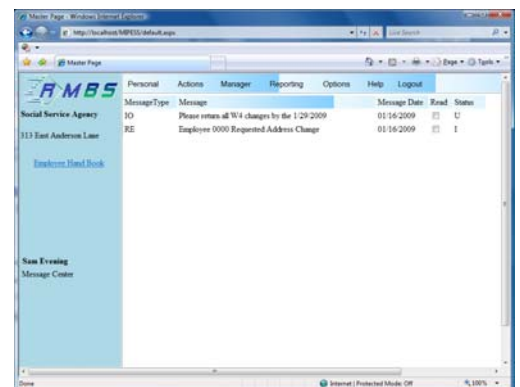 Master Page - Windows Internet Explorer
http://localhost/MIPESS/default.aspx
Live Search
Master Page
Page Tools
RMBS
Personal Actions Manager Reporting Options Help Logout
MessageType Message Message Date Read Status
IO Please return all W4 changes by the 1/29/2009 01/16/2009 U
RE Employee 0000 Requested Address Change 01/16/2009 I
Social Service Agency
313 East Anderson Lane
Employee Hand Book
Sam Evening
Message Center
Done
Internet | Protected Mode: Off
100%